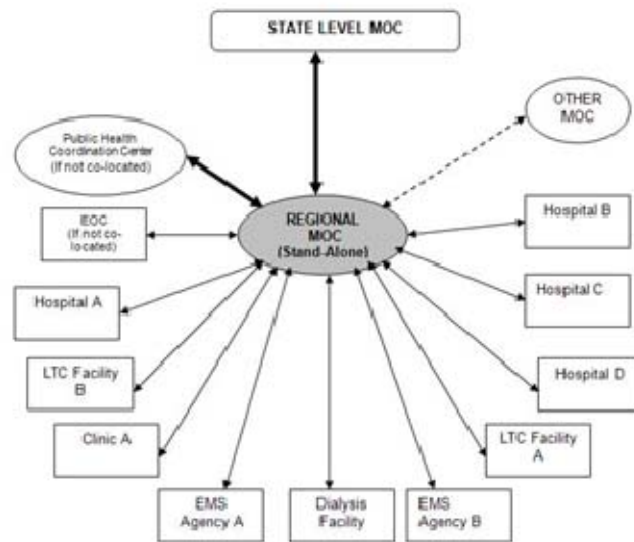 STATE LEVEL MOC
OTHER
MOC
Public Health
Coordination Center
(If not co-located)
REGIONAL
MOC
(Stand-Alone)
IEOC
(If not co-
located)
Hospital B
Hospital A
Hospital C
LTC Facility
B
Hospital D
Clinic A
LTC Facility
A
EMS
Agency A
Dialysis
Facility
EMS
Agency B